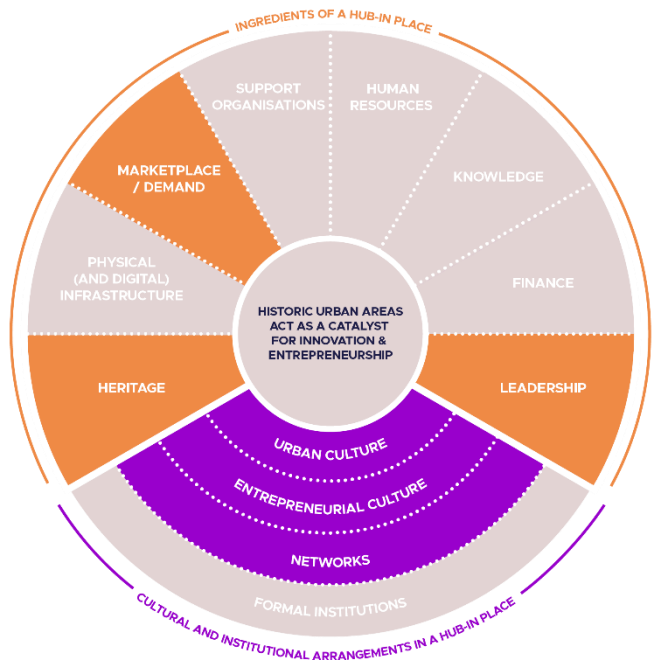 INGREDIENTS OF A HUB-IN PLACE
SUPPORT
ORGANISATIONS
HUMAN
RESOURCES
MARKETPLACE
/ DEMAND
KNOWLEDGE
PHYSICAL
(AND DIGITAL)
INFRASTRUCTURE
FINANCE
HISTORIC URBAN AREAS
ACT AS A CATALYST
FOR INNOVATION &
ENTREPRENEURSHIP
HERITAGE
LEADERSHIP
URBAN CULTURE
ENTREPRENEURIAL CULTURE
NETWORKS
FORMAL INSTITUTIONS
CULTURAL AND INSTITUTIONAL ARRANGEMENTS IN A HUB-IN PLACE